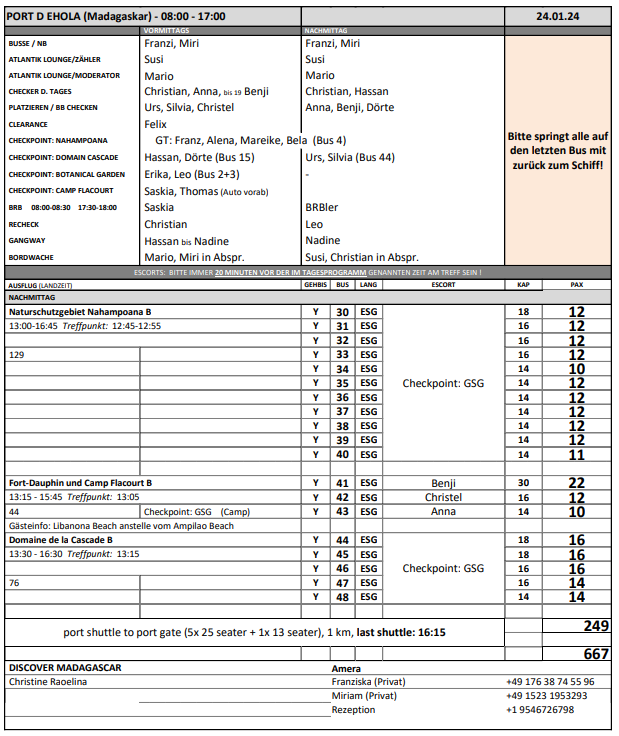 PORT D EHOLA (Madagaskar) - 08:00 - 17:00 24.01.24
VORMITTAGS NACHMITTAG
BUSSE / NB Franzi, Miri Franzi, Miri
ATLANTIK LOUNGE/ZÄHLER Susi Susi
ATLANTIK LOUNGE/MODERATOR Mario Mario
CHECKER D. TAGES Christian, Anna, bis 19 Benji Christian, Hassan
PLATZIEREN / BB CHECKEN Urs, Silvia, Christel Anna, Benji, Dörte
CLEARANCE Felix
CHECKPOINT: NAHAMPOANA GT: Franz, Alena, Mareike, Bela (Bus 4)
CHECKPOINT: DOMAIN CASCADE Hassan, Dörte (Bus 15) Urs, Silvia (Bus 44)
CHECKPOINT: BOTANICAL GARDEN Erika, Leo (Bus 2+3) -
CHECKPOINT: CAMP FLACOURT Saskia, Thomas (Auto vorab)
BRB 08:00-08:30 17:30-18:00 Saskia BRBler
RECHECK Christian Leo
GANGWAY Hassan bis Nadine Nadine
BORDWACHE Mario, Miri in Abspr. Susi, Christian in Abspr.
Bitte springt alle auf
den letzten Bus mit
zurück zum Schiff!
ESCORTS: BITTE IMMER 20 MINUTEN VOR DER IM TAGESPROGRAMM GENANNTEN ZEIT AM TREFF SEIN !
AUSFLUG (LANDZEIT) GEHBIS BUS LANG ESCORT KAP PAX
NACHMITTAG
Naturschutzgebiet Nahampoana B Y 30 ESG 18 12
13:00-16:45 Treffpunkt: 12:45-12:55 Y 31 ESG 16 12
Y 32 ESG 16 12
129 Y 33 ESG 14 12
Y 34 ESG 14 10
Y 35 ESG Checkpoint: GSG 14 12
Y 36 ESG 14 12
Y 37 ESG 14 12
Y 38 ESG 14 12
Y 39 ESG 14 12
Y 40 ESG 14 11
Fort-Dauphin und Camp Flacourt B Y 41 ESG Benji 30 22
13:15 - 15:45 Treffpunkt: 13:05 Y 42 ESG Christel 16 12
44 Checkpoint: GSG (Camp) Y 43 ESG Anna 14 10
Gästeinfo: Libanona Beach anstelle vom Ampilao Beach
Domaine de la Cascade B Y 44 ESG 18 16
13:30 - 16:30 Treffpunkt: 13:15 Y 45 ESG 18 16
Y 46 ESG Checkpoint: GSG 16 16
76 Y 47 ESG 14 14
Y 48 ESG 14 14
port shuttle to port gate (5x 25 seater + 1x 13 seater), 1 km, last shuttle: 16:15 249
667
DISCOVER MADAGASCAR Amera
Christine Raoelina Franziska (Privat) +49 176 38 74 55 96
Miriam (Privat) +49 1523 1953293
Rezeption +1 9546726798